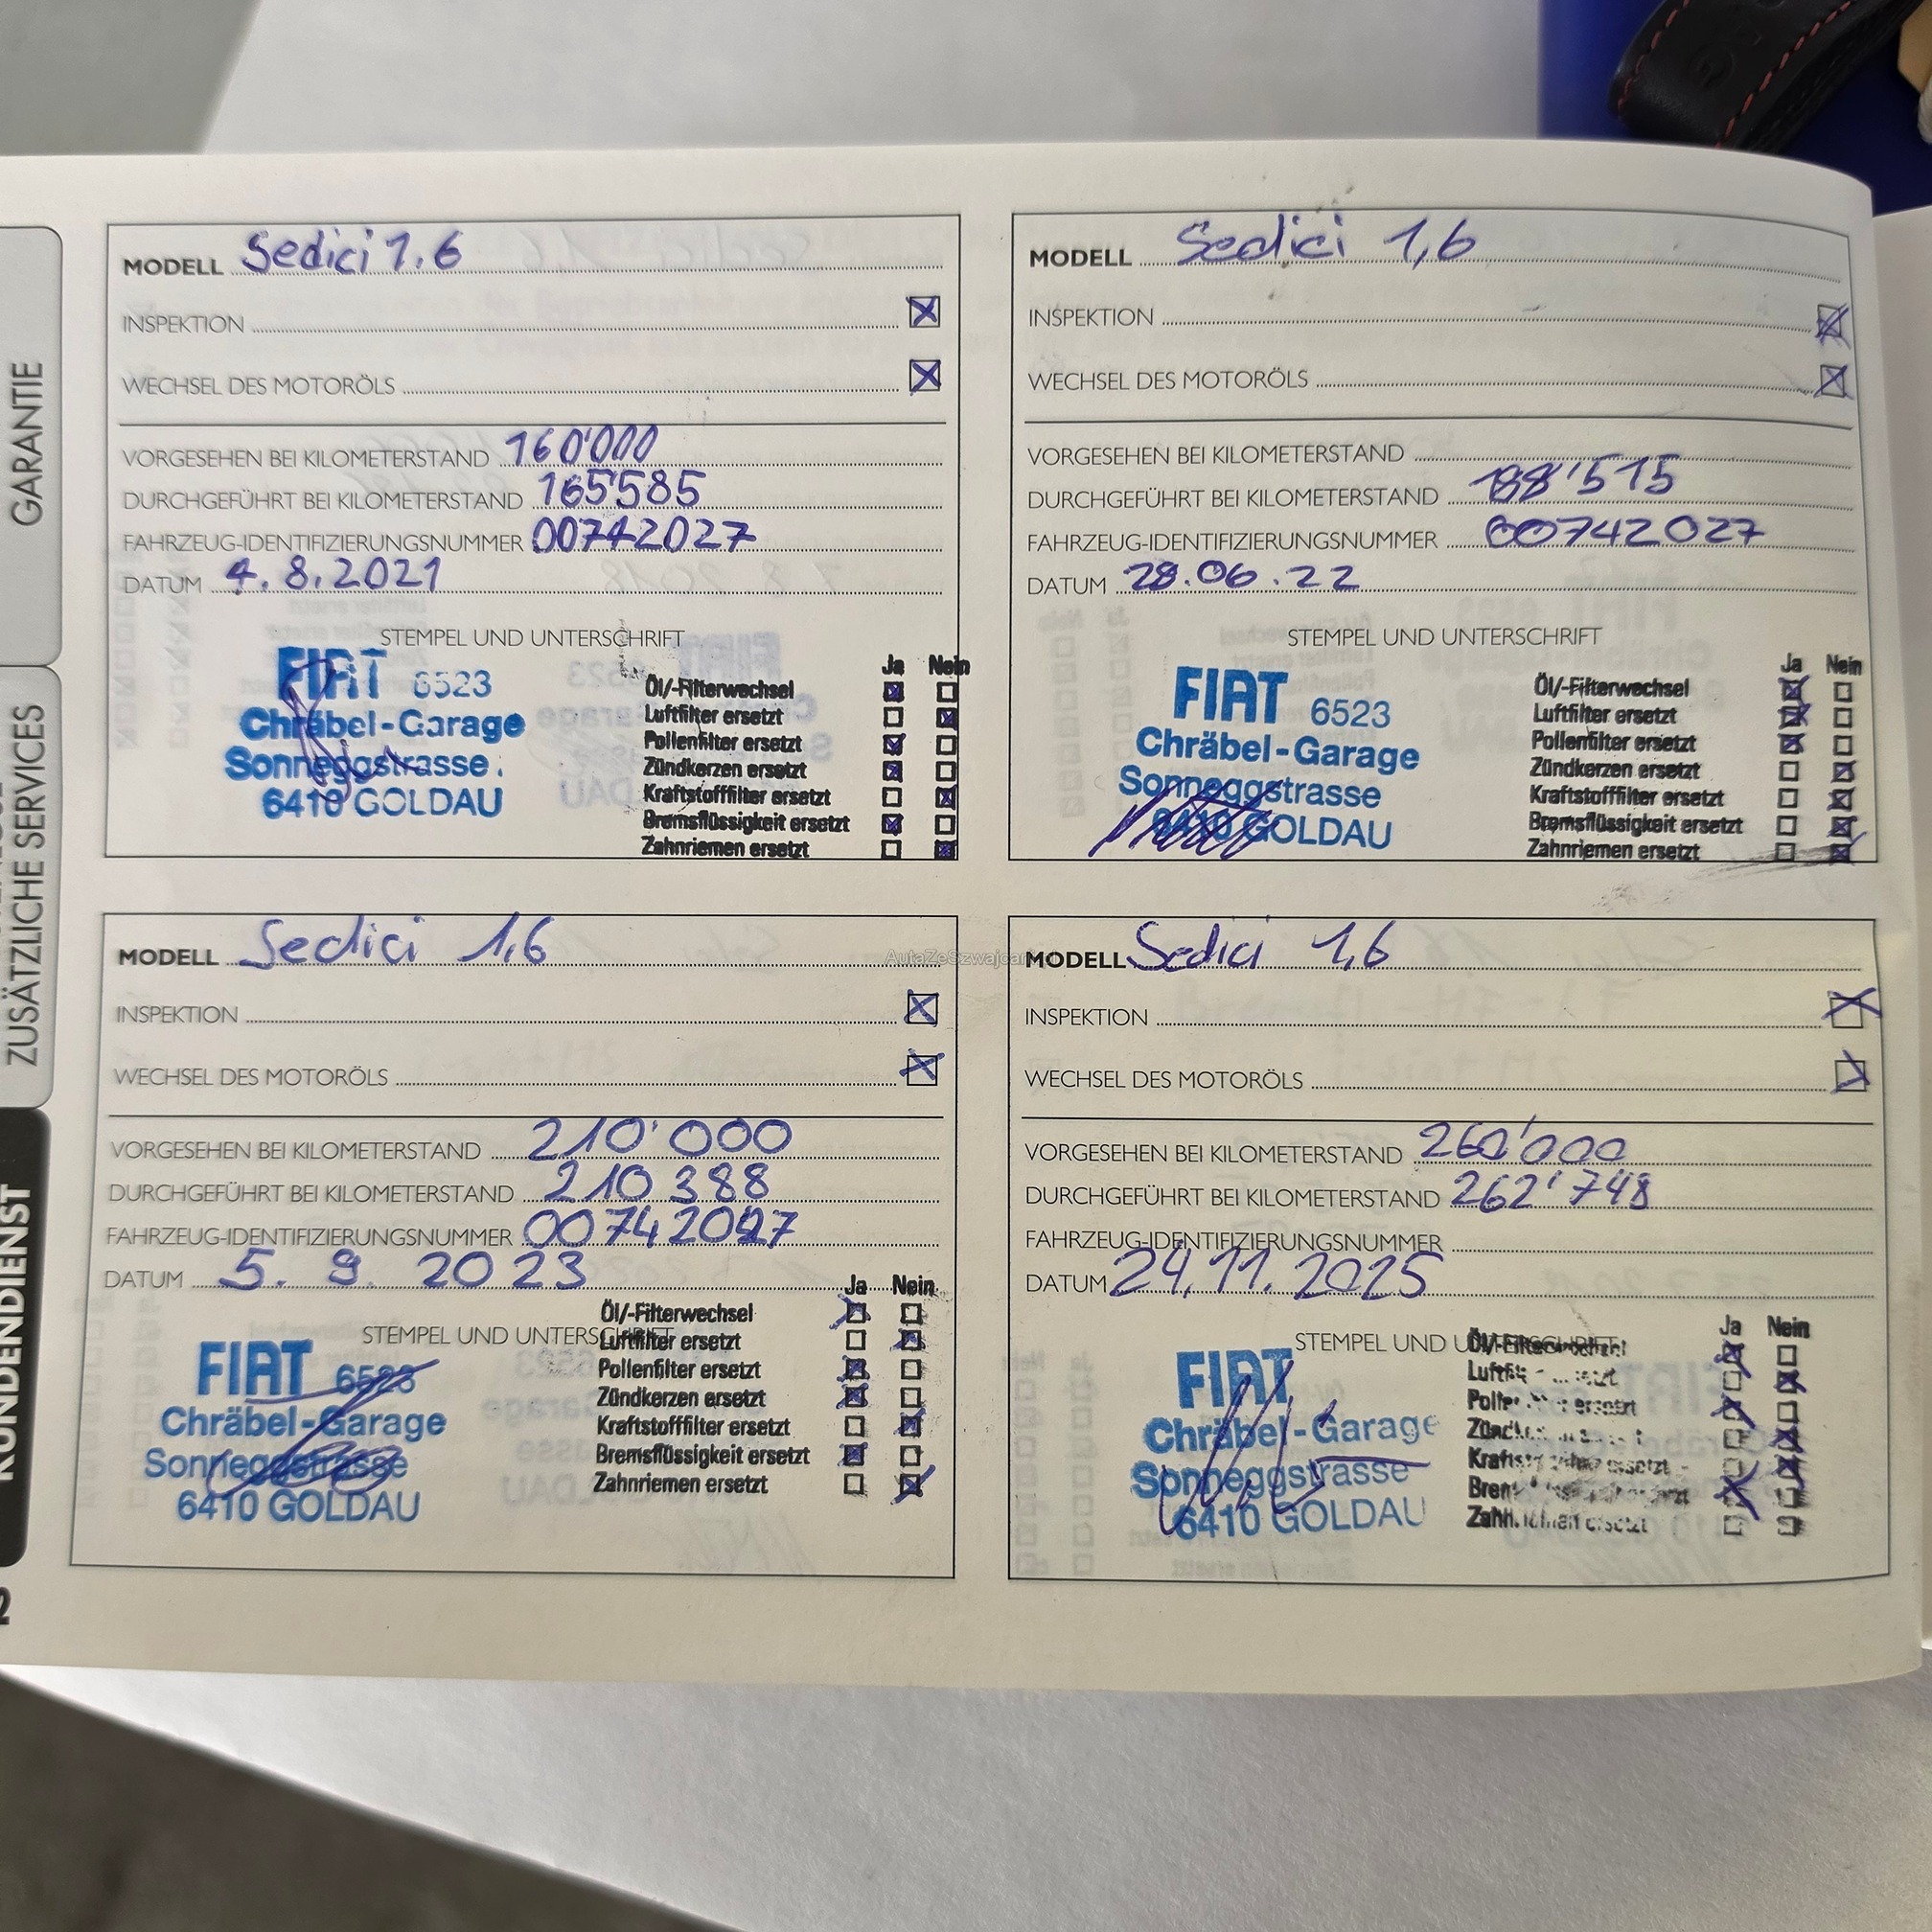 GARANTIE
ZUSÄTZLICHE SERVICES
KUNDENDIENST
MODELL Sedici 1.6
INSPEKTION
WECHSEL DES MOTORÖLS
VORGESEHEN BEI KILOMETERSTAND 160'000
DURCHGEFÜHRT BEI KILOMETERSTAND 165585
FAHRZEUG-IDENTIFIZIERUNGSNUMMER 00742027
DATUM 4.8.2021
STEMPEL UND UNTERSCHRIFT
FIAT 6523
Chräbel-Garage
Sonneggstrasse
6410 GOLDAU
Ja Nein
Öl/-Filterwechsel
Luftfilter ersetzt
Pollenfilter ersetzt
Zündkerzen ersetzt
Kraftstofffilter ersetzt
Bremsflüssigkeit ersetzt
Zahnriemen ersetzt
MODELL Sedici 1,6
INSPEKTION
WECHSEL DES MOTORÖLS
VORGESEHEN BEI KILOMETERSTAND
DURCHGEFÜHRT BEI KILOMETERSTAND 188'515
FAHRZEUG-IDENTIFIZIERUNGSNUMMER 00742027
DATUM 28.06.22
STEMPEL UND UNTERSCHRIFT
FIAT 6523
Chräbel-Garage
Sonneggstrasse
6410 GOLDAU
Ja Nein
Öl/-Filterwechsel
Luftfilter ersetzt
Pollenfilter ersetzt
Zündkerzen ersetzt
Kraftstofffilter ersetzt
Bremsflüssigkeit ersetzt
Zahnriemen ersetzt
MODELL Sedici 1,6
INSPEKTION
WECHSEL DES MOTORÖLS
VORGESEHEN BEI KILOMETERSTAND 210'000
DURCHGEFÜHRT BEI KILOMETERSTAND 210 388
FAHRZEUG-IDENTIFIZIERUNGSNUMMER 00742027
DATUM 5. 9. 2023
STEMPEL UND UNTERSCHRIFT
FIAT 6523
Chräbel-Garage
Sonneggstrasse
6410 GOLDAU
Ja Nein
Öl/-Filterwechsel
Luftfilter ersetzt
Pollenfilter ersetzt
Zündkerzen ersetzt
Kraftstofffilter ersetzt
Bremsflüssigkeit ersetzt
Zahnriemen ersetzt
MODELL Sedici 1,6
INSPEKTION
WECHSEL DES MOTORÖLS
VORGESEHEN BEI KILOMETERSTAND 260'000
DURCHGEFÜHRT BEI KILOMETERSTAND 262'748
FAHRZEUG-IDENTIFIZIERUNGSNUMMER
DATUM 24.11.2025
STEMPEL UND UNTERSCHRIFT
FIAT
Chräbel-Garage
Sonneggstrasse
6410 GOLDAU
Ja Nein
Öl/-Filterwechsel
ersetzt
ersetzt